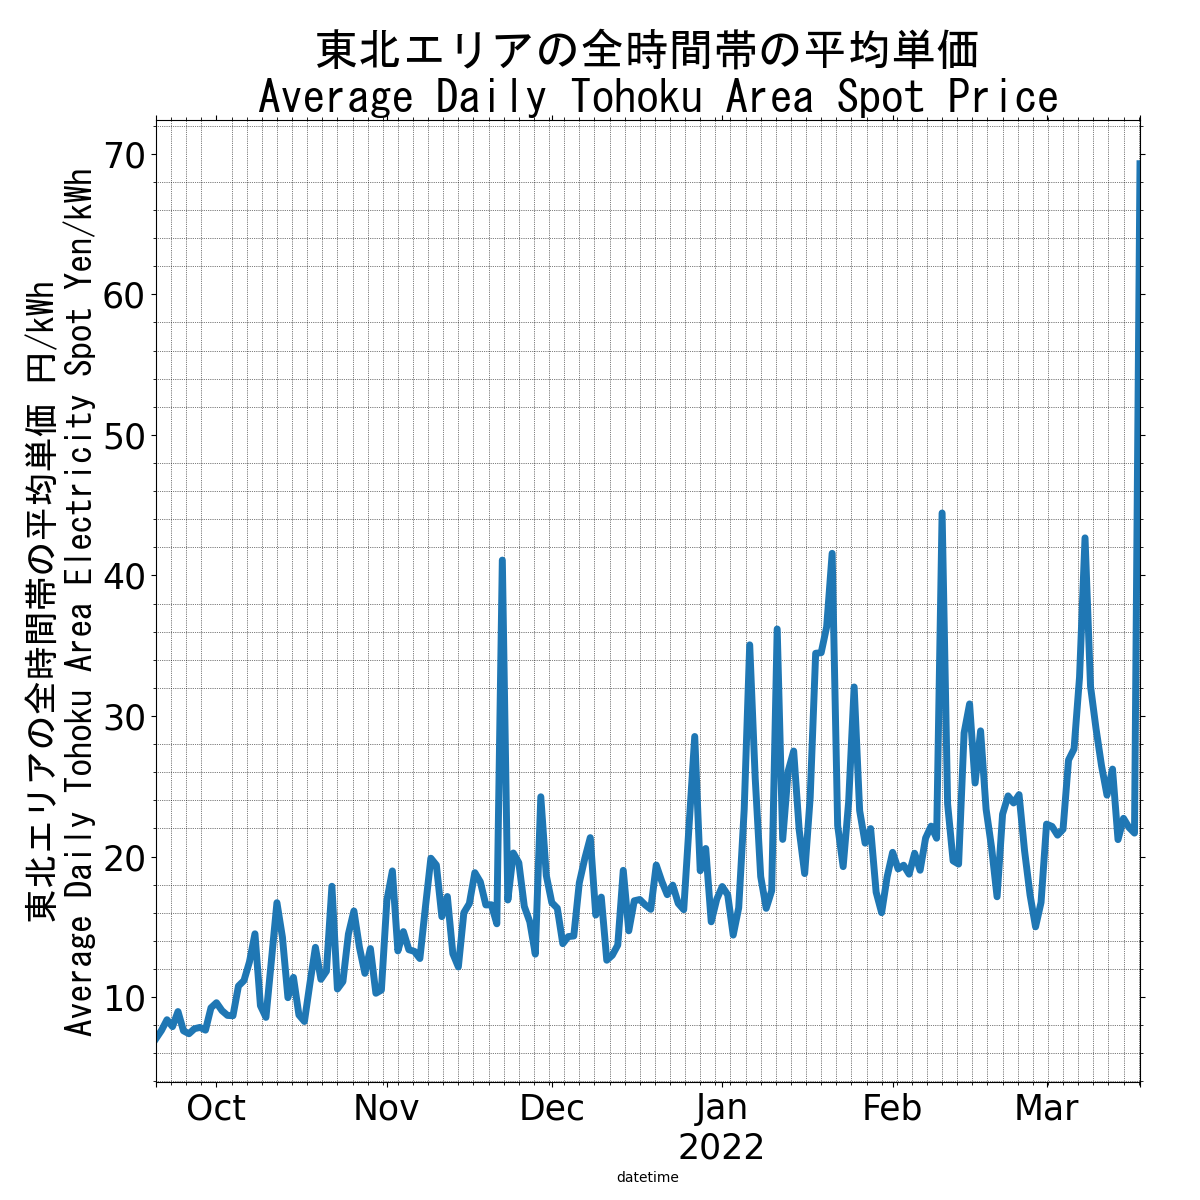 東北エリアの全時間帯の平均単価
Average Daily Tohoku Area Spot Price
東北エリアの全時間帯の平均単価 円/kWh
Average Daily Tohoku Area Electricity Spot Yen/kWh
70
60
50
40
30
20
10
Oct Nov Dec Jan Feb Mar
2022
datetime